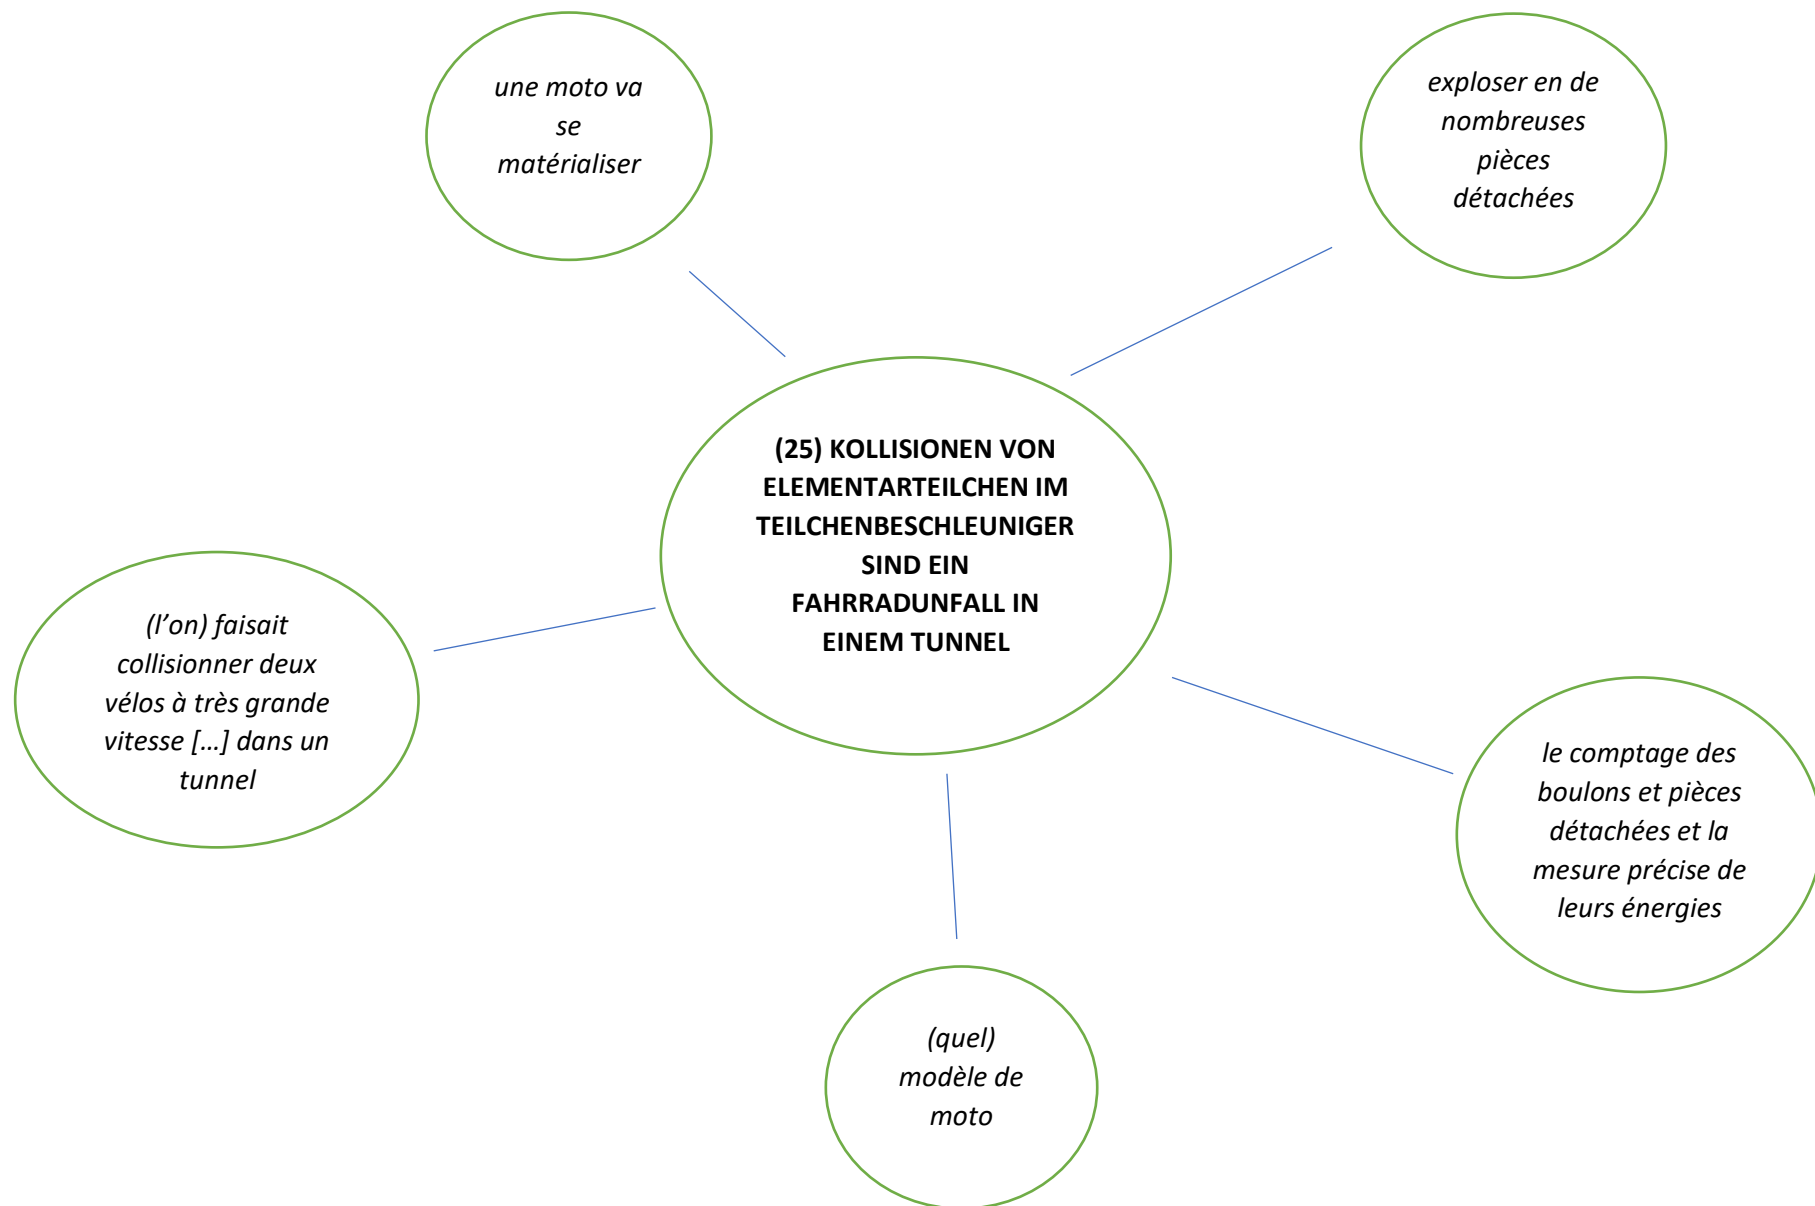 une moto va
se
matérialiser
exploser en de
nombreuses
pièces
détachées
(25) KOLLISIONEN VON
ELEMENTARTEILCHEN IM
TEILCHENBESCHLEUNIGER
SIND EIN
FAHRRADUNFALL IN
EINEM TUNNEL
(l’on) faisait
collisionner deux
vélos à très grande
vitesse […] dans un
tunnel
le comptage des
boulons et pièces
détachées et la
mesure précise de
leurs énergies
(quel)
modèle de
moto